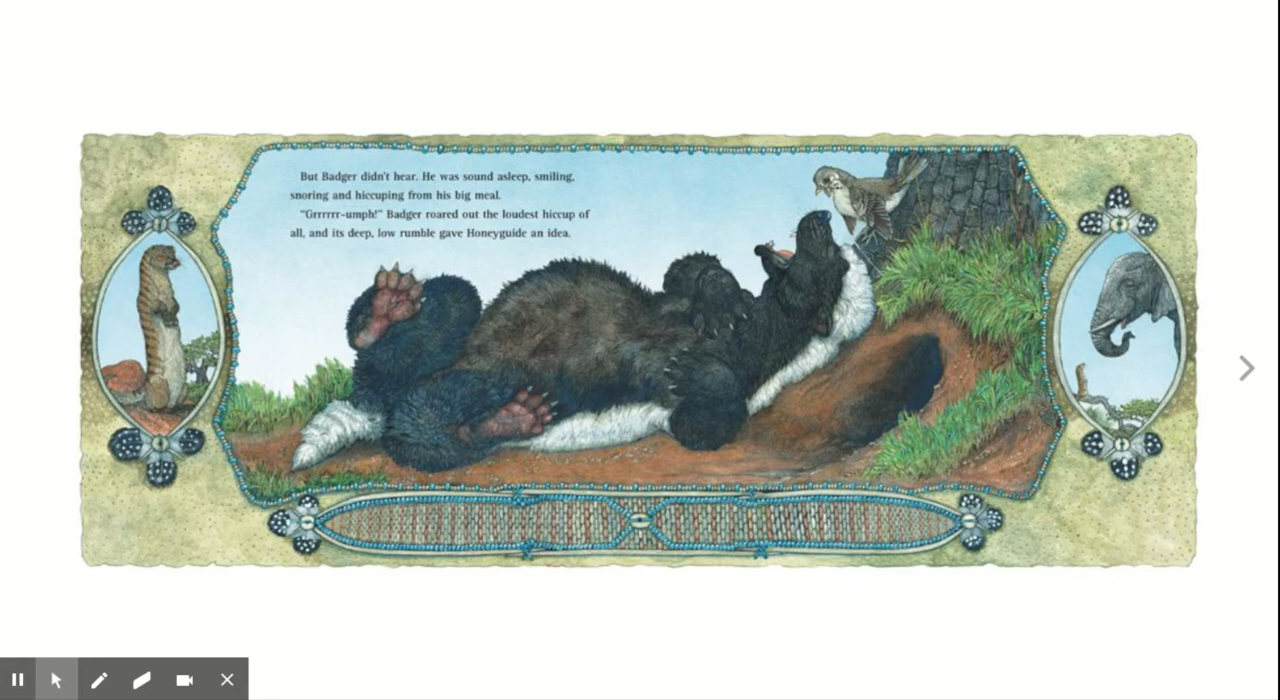 But Badger didn't hear. He was sound asleep, smiling,
snoring and hiccuping from his big meal.
"Grrrrrr-umph!" Badger roared out the loudest hiccup of
all, and its deep, low rumble gave Honeyguide an idea.